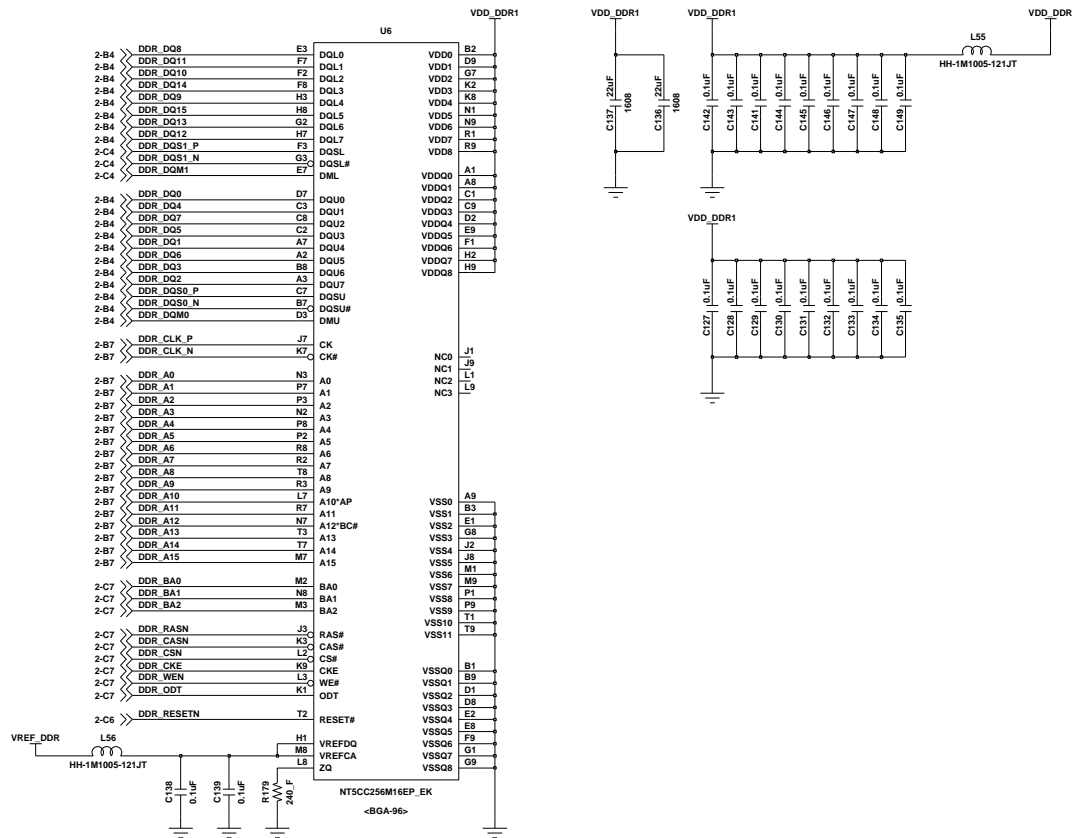 U6
2-B4 DDR_DQ8 E3 DQL0
2-B4 DDR_DQ11 F7 DQL1
2-B4 DDR_DQ10 F2 DQL2
2-B4 DDR_DQ14 F8 DQL3
2-B4 DDR_DQ9 H3 DQL4
2-B4 DDR_DQ15 H8 DQL5
2-B4 DDR_DQ13 G2 DQL6
2-B4 DDR_DQ12 H7 DQL7
2-C4 DDR_DQS1_P F3 DQSL
2-C4 DDR_DQS1_N G3 DQSL#
2-C4 DDR_DQM1 E7 DML
2-B4 DDR_DQ0 D7 DQU0
2-B4 DDR_DQ4 C3 DQU1
2-B4 DDR_DQ7 C8 DQU2
2-B4 DDR_DQ5 C2 DQU3
2-B4 DDR_DQ1 A7 DQU4
2-B4 DDR_DQ6 A2 DQU5
2-B4 DDR_DQ3 B8 DQU6
2-B4 DDR_DQ2 A3 DQU7
2-B4 DDR_DQS0_P C7 DQSU
2-B4 DDR_DQS0_N B7 DQSU#
2-B4 DDR_DQM0 D3 DMU
2-B7 DDR_CLK_P J7 CK
2-B7 DDR_CLK_N K7 CK#
2-B7 DDR_A0 N3 A0
2-B7 DDR_A1 P7 A1
2-B7 DDR_A2 P3 A2
2-B7 DDR_A3 N2 A3
2-B7 DDR_A4 P8 A4
2-B7 DDR_A5 P2 A5
2-B7 DDR_A6 R8 A6
2-B7 DDR_A7 R2 A7
2-B7 DDR_A8 T8 A8
2-B7 DDR_A9 R3 A9
2-B7 DDR_A10 L7 A10*AP
2-B7 DDR_A11 R7 A11
2-B7 DDR_A12 N7 A12*BC#
2-B7 DDR_A13 T3 A13
2-B7 DDR_A14 T7 A14
2-B7 DDR_A15 M7 A15
2-C7 DDR_BA0 M2 BA0
2-C7 DDR_BA1 N8 BA1
2-C7 DDR_BA2 M3 BA2
2-C7 DDR_RASN J3 RAS#
2-C7 DDR_CASN K3 CAS#
2-C7 DDR_CSN L2 CS#
2-C7 DDR_CKE K9 CKE
2-C7 DDR_WEN L3 WE#
2-C7 DDR_ODT K1 ODT
2-C6 DDR_RESETN T2 RESET#
VREF_DDR
L56
HH-1M1005-121JT
H1 VREFDQ
M8 VREFCA
L8 ZQ
C138 0.1uF
C139 0.1uF
R179 240_F
NT5CC256M16EP_EK
<BGA-96>
VDD_DDR1
VDD0 B2
VDD1 D9
VDD2 G7
VDD3 K2
VDD4 K8
VDD5 N1
VDD6 N9
VDD7 R1
VDD8 R9
VDDQ0 A1
VDDQ1 A8
VDDQ2 C1
VDDQ3 C9
VDDQ4 D2
VDDQ5 E9
VDDQ6 F1
VDDQ7 H2
VDDQ8 H9
NC0 J1
NC1 J9
NC2 L1
NC3 L9
VSS0 A9
VSS1 B3
VSS2 E1
VSS3 G8
VSS4 J2
VSS5 J8
VSS6 M1
VSS7 M9
VSS8 P1
VSS9 P9
VSS10 T1
VSS11 T9
VSSQ0 B1
VSSQ1 B9
VSSQ2 D1
VSSQ3 D8
VSSQ4 E2
VSSQ5 E8
VSSQ6 F9
VSSQ7 G1
VSSQ8 G9
VDD_DDR1
C137 22uF 1608
C136 22uF 1608
VDD_DDR1
C142 0.1uF
C143 0.1uF
C141 0.1uF
C144 0.1uF
C145 0.1uF
C146 0.1uF
C147 0.1uF
C148 0.1uF
C149 0.1uF
L55
HH-1M1005-121JT
VDD_DDR
VDD_DDR1
C127 0.1uF
C128 0.1uF
C129 0.1uF
C130 0.1uF
C131 0.1uF
C132 0.1uF
C133 0.1uF
C134 0.1uF
C135 0.1uF